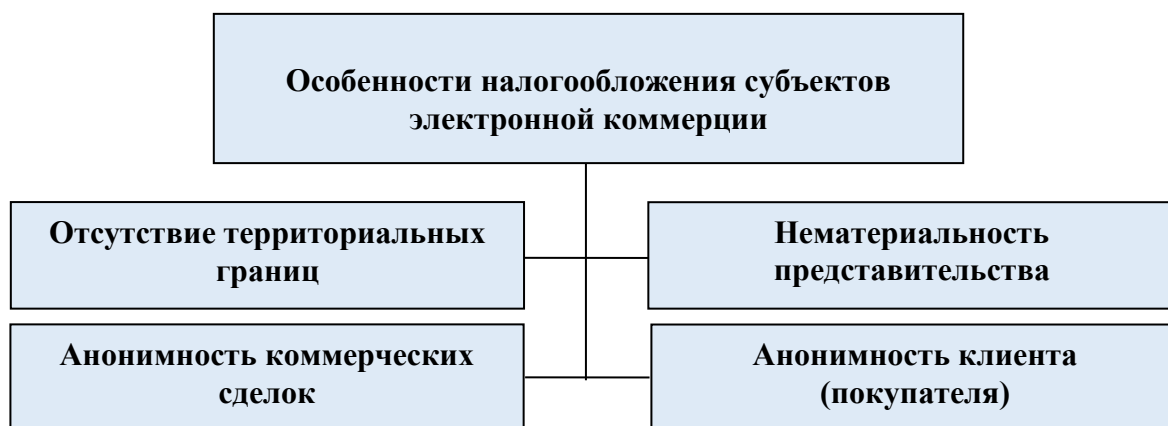 Особенности налогообложения субъектов
электронной коммерции
Отсутствие территориальных
границ
Нематериальность
представительства
Анонимность коммерческих
сделок
Анонимность клиента
(покупателя)